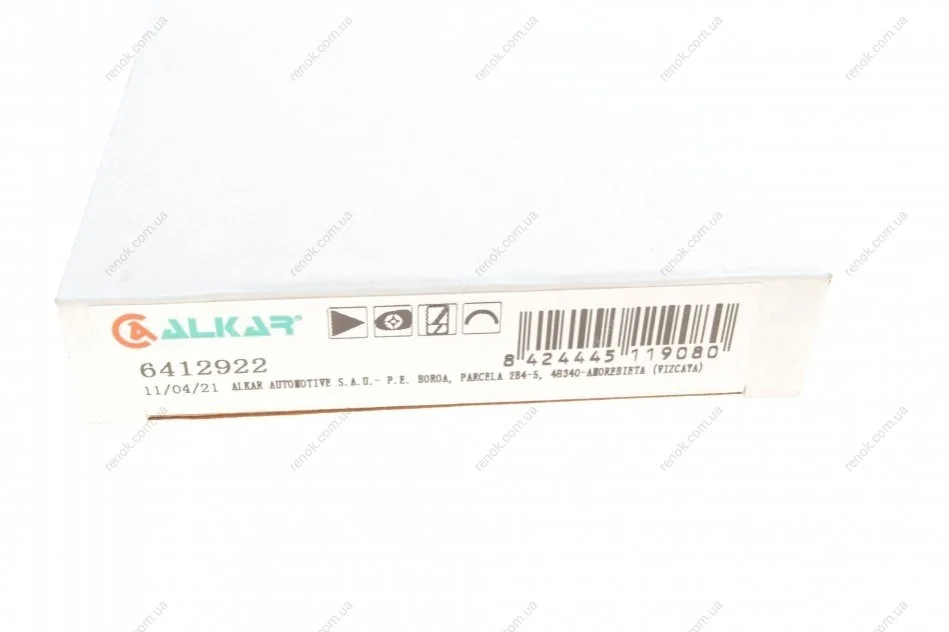 ALKAR®
6412922
8 424445 119080
11/04/21 ALKAR AUTOMOTIVE S.A.U.- P.E. BOROA, PARCELA 2B4-5, 48340-AMOREBIETA (VIZCAYA)
renok.com.ua